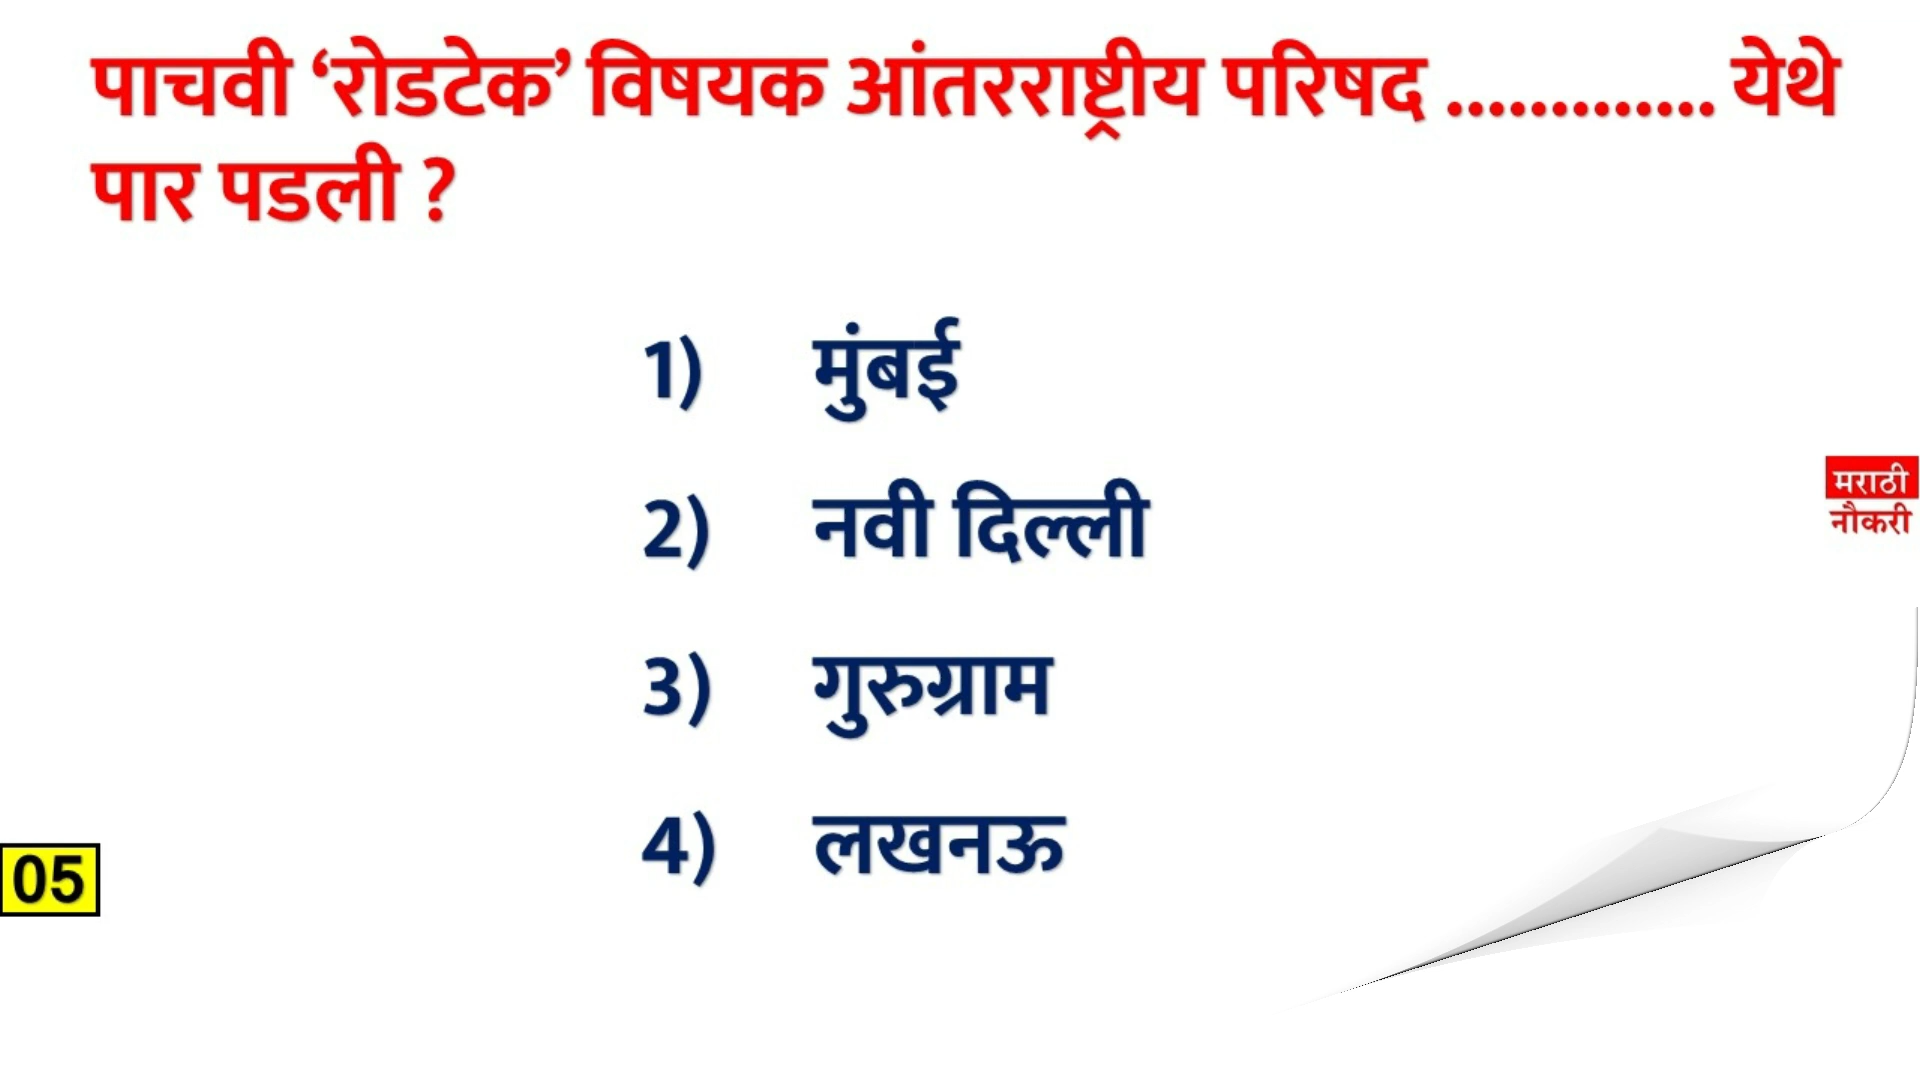 पाचवी ‘रोडटेक’ विषयक आंतरराष्ट्रीय परिषद ............. येथे
पार पडली ?
1) मुंबई
2) नवी दिल्ली
मराठी
नौकरी
3) गुरुग्राम
4) लखनऊ
05